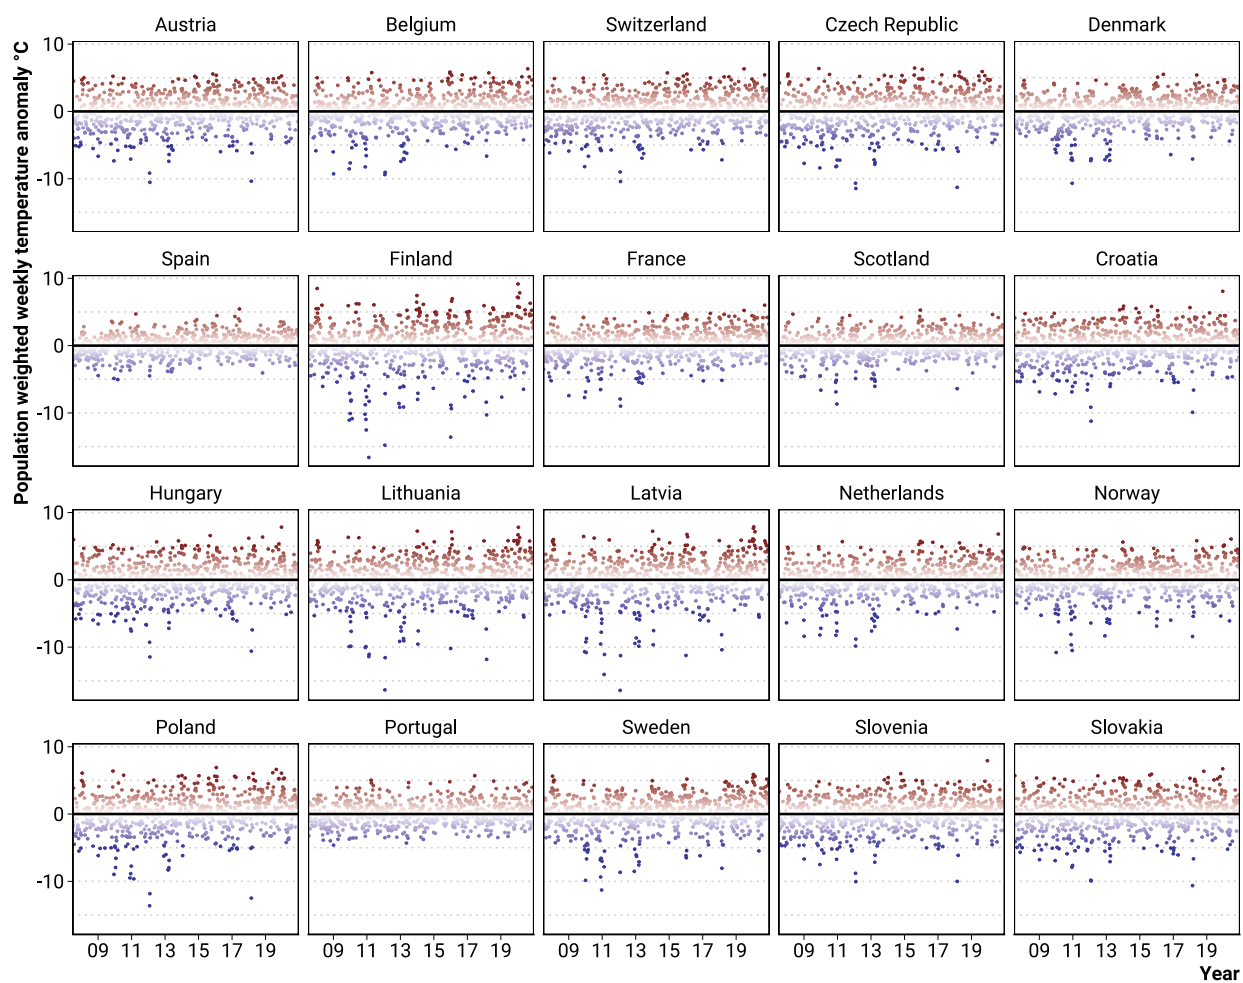 Austria Belgium Switzerland Czech Republic Denmark
10
0
-10
Population weighted weekly temperature anomaly °C
Spain Finland France Scotland Croatia
10
0
-10
Hungary Lithuania Latvia Netherlands Norway
10
0
-10
Poland Portugal Sweden Slovenia Slovakia
10
0
-10
09 11 13 15 17 19 09 11 13 15 17 19 09 11 13 15 17 19 09 11 13 15 17 19 09 11 13 15 17 19
Year